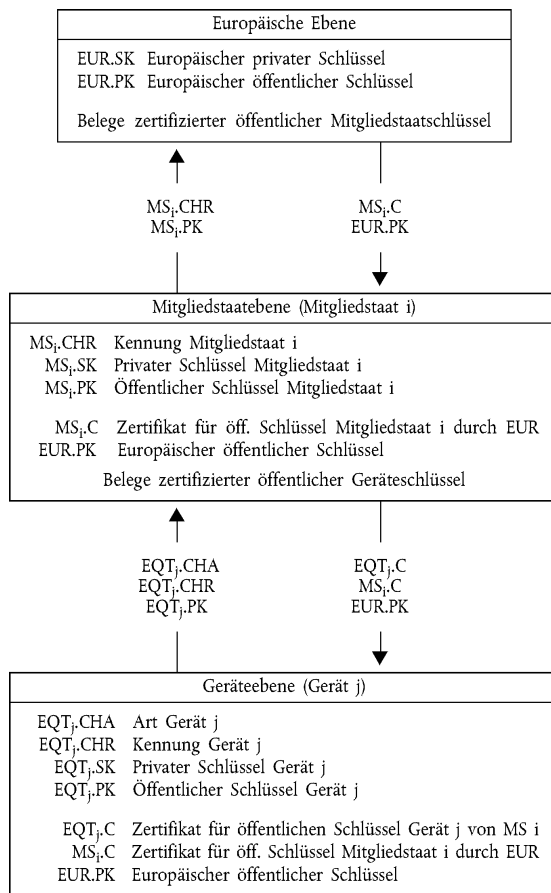 Europäische Ebene
EUR.SK Europäischer privater Schlüssel
EUR.PK Europäischer öffentlicher Schlüssel
Belege zertifizierter öffentlicher Mitgliedstaatschlüssel
MSi.CHR
MSi.PK
MSi.C
EUR.PK
Mitgliedstaatebene (Mitgliedstaat i)
MSi.CHR Kennung Mitgliedstaat i
MSi.SK Privater Schlüssel Mitgliedstaat i
MSi.PK Öffentlicher Schlüssel Mitgliedstaat i
MSi.C Zertifikat für öff. Schlüssel Mitgliedstaat i durch EUR
EUR.PK Europäischer öffentlicher Schlüssel
Belege zertifizierter öffentlicher Geräteschlüssel
EQTj.CHA
EQTj.CHR
EQTj.PK
EQTj.C
MSi.C
EUR.PK
Geräteebene (Gerät j)
EQTj.CHA Art Gerät j
EQTj.CHR Kennung Gerät j
EQTj.SK Privater Schlüssel Gerät j
EQTj.PK Öffentlicher Schlüssel Gerät j
EQTj.C Zertifikat für öffentlichen Schlüssel Gerät j von MS i
MSi.C Zertifikat für öff. Schlüssel Mitgliedstaat i durch EUR
EUR.PK Europäischer öffentlicher Schlüssel